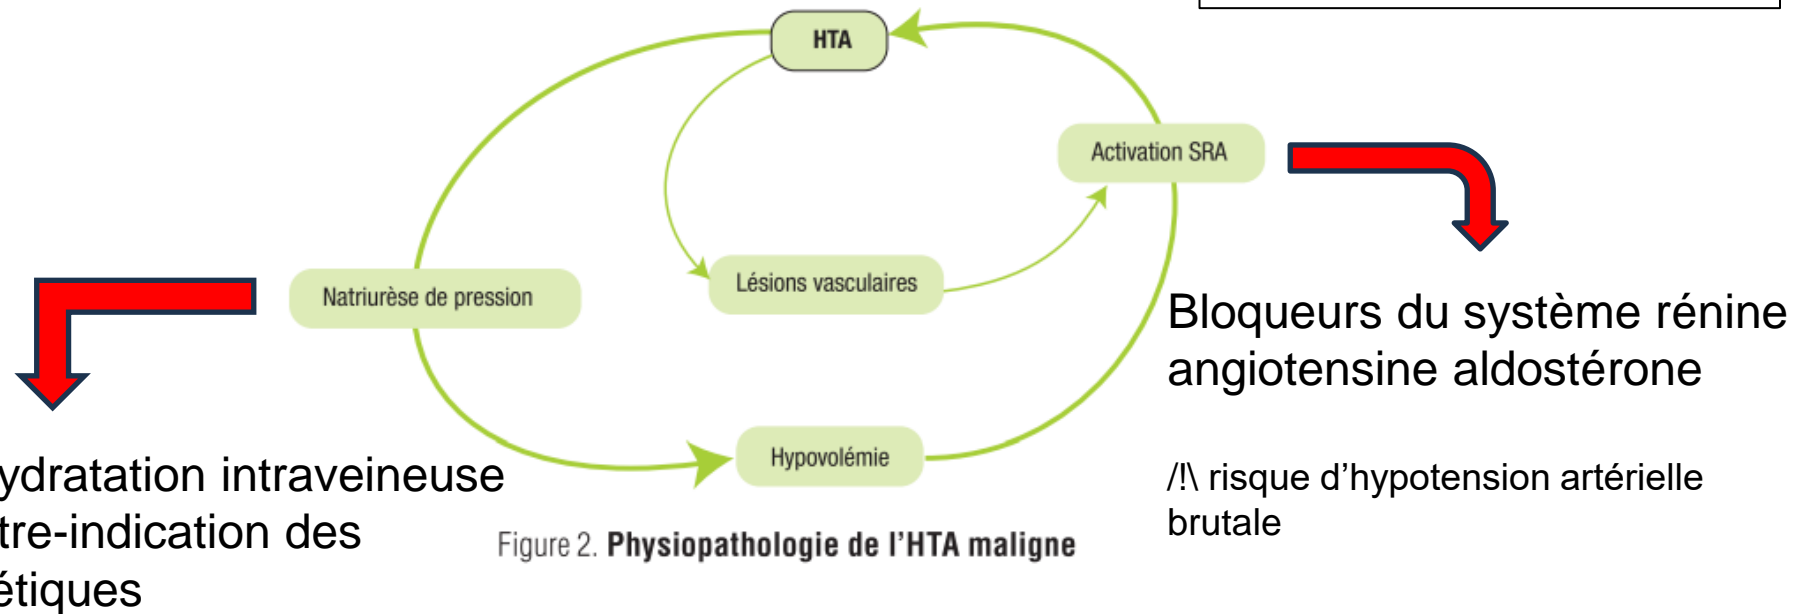 HTA
Activation SRA
Lésions vasculaires
Natriurèse de pression
Hypovolémie
Bloqueurs du système rénine
angiotensine aldostérone
/!\ risque d’hypotension artérielle
brutale
ydratation intraveineuse
tre-indication des
étiques
Figure 2. Physiopathologie de l’HTA maligne